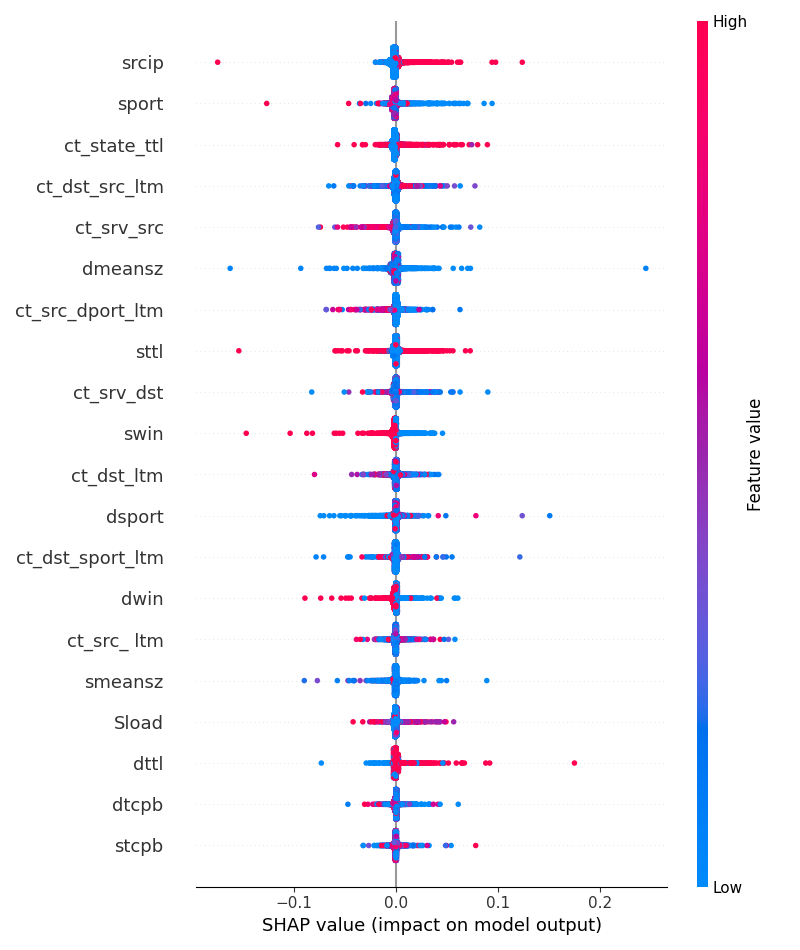 High
srcip
sport
ct_state_ttl
ct_dst_src_ltm
ct_srv_src
dmeansz
ct_src_dport_ltm
sttl
ct_srv_dst
swin
ct_dst_ltm
dsport
ct_dst_sport_ltm
dwin
ct_src_ ltm
smeansz
Sload
dttl
dtcpb
stcpb
Low
Feature value
−0.1 0.0 0.1 0.2
SHAP value (impact on model output)